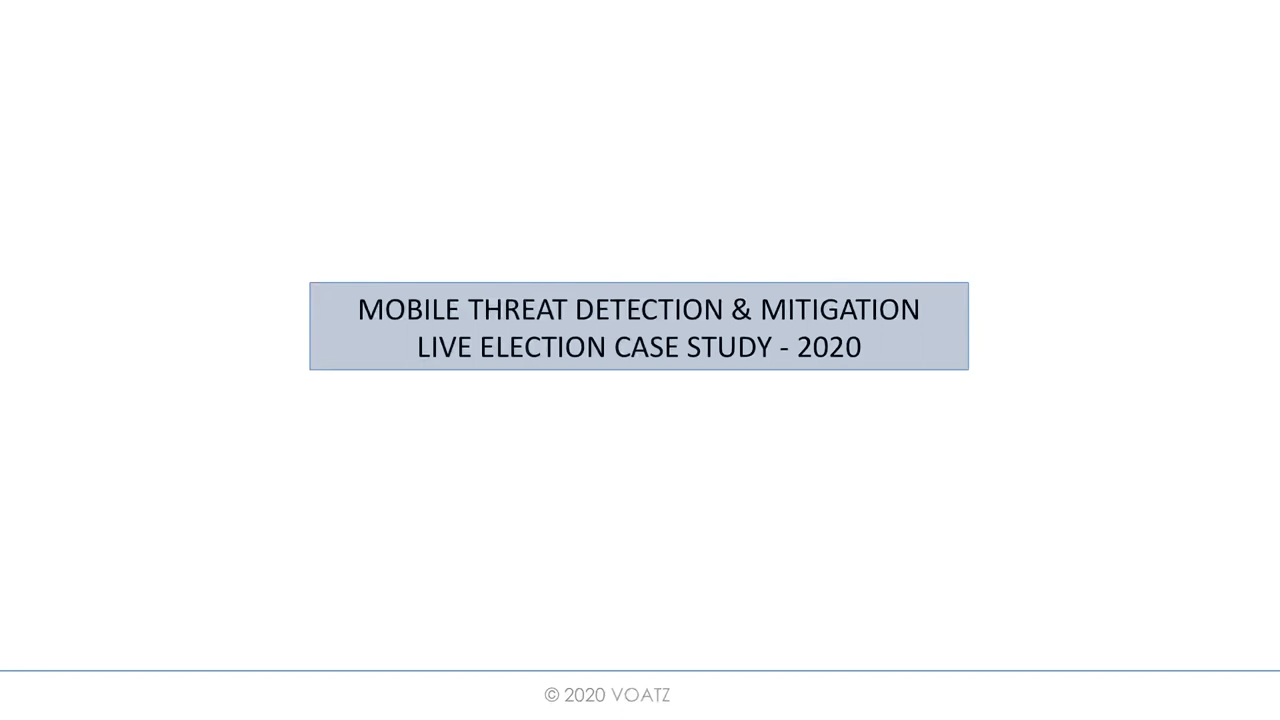 MOBILE THREAT DETECTION & MITIGATION
LIVE ELECTION CASE STUDY - 2020
© 2020 VOATZ